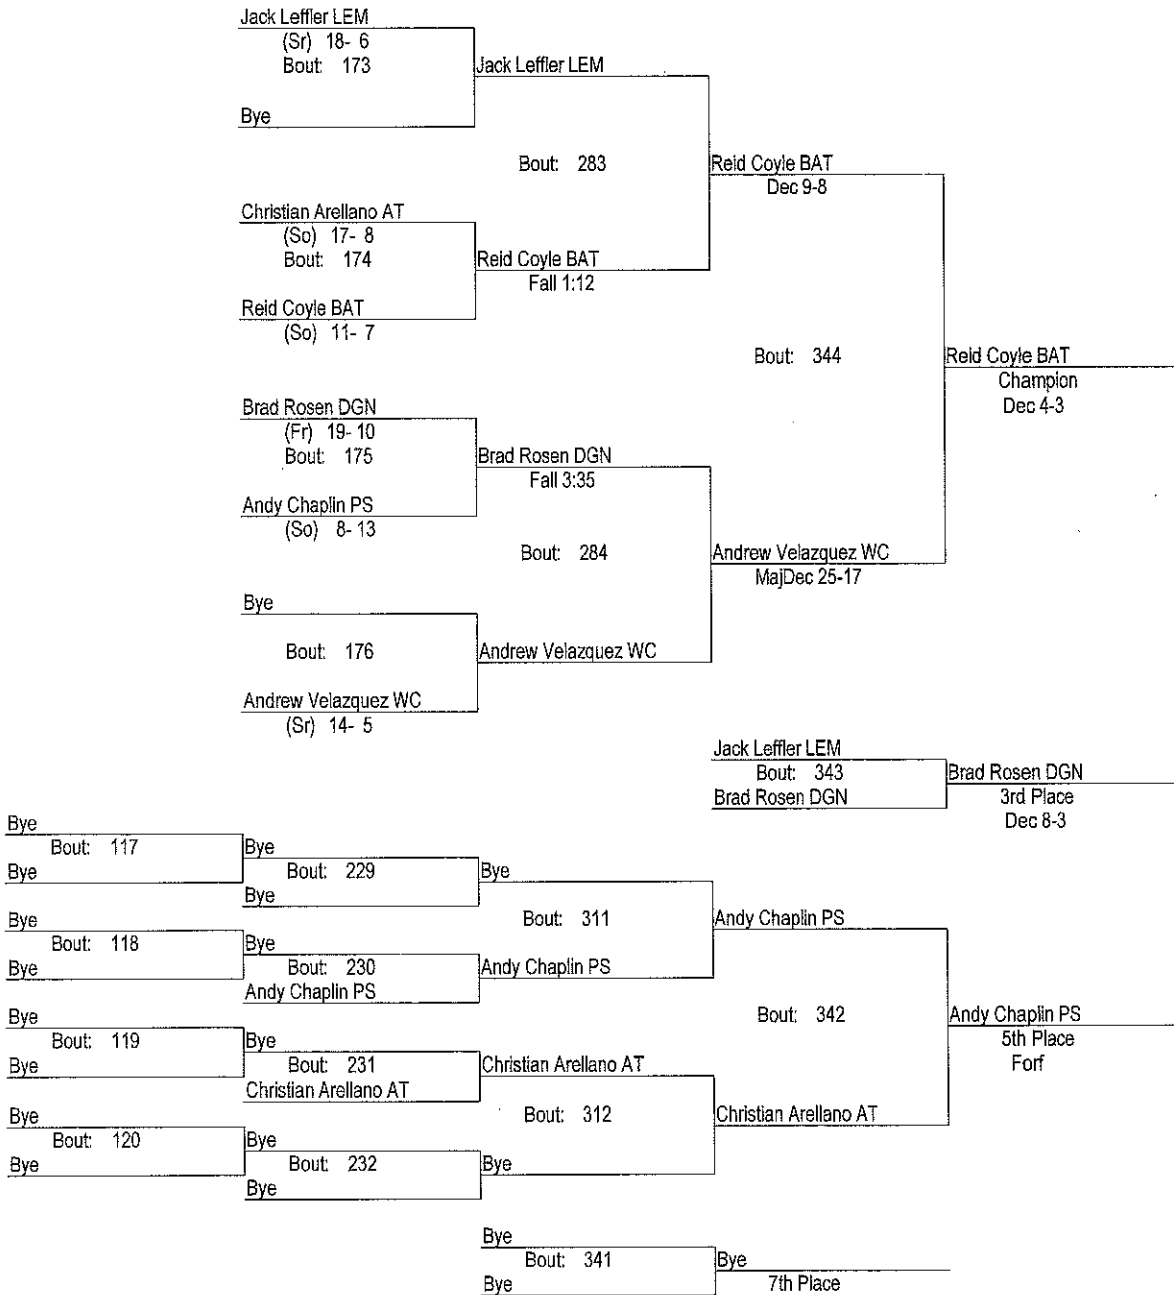 Jack Leffler LEM
(Sr) 18- 6
Bout: 173
Jack Leffler LEM
Bye
Bout: 283
Reid Coyle BAT
Dec 9-8
Christian Arellano AT
(So) 17- 8
Bout: 174
Reid Coyle BAT
Fall 1:12
Reid Coyle BAT
(So) 11- 7
Bout: 344
Reid Coyle BAT
Champion
Dec 4-3
Brad Rosen DGN
(Fr) 19- 10
Bout: 175
Brad Rosen DGN
Fall 3:35
Andy Chaplin PS
(So) 8- 13
Bout: 284
Andrew Velazquez WC
MajDec 25-17
Bye
Bout: 176
Andrew Velazquez WC
Andrew Velazquez WC
(Sr) 14- 5
Jack Leffler LEM
Bout: 343
Brad Rosen DGN
Brad Rosen DGN
3rd Place
Dec 8-3
Bye
Bout: 117
Bye
Bye
Bout: 229
Bye
Bye
Bout: 311
Andy Chaplin PS
Bye
Bout: 118
Bye
Bye
Bout: 230
Andy Chaplin PS
Andy Chaplin PS
Bout: 342
Andy Chaplin PS
5th Place
Forf
Bye
Bout: 119
Bye
Bye
Bout: 231
Christian Arellano AT
Christian Arellano AT
Bout: 312
Christian Arellano AT
Bye
Bout: 120
Bye
Bye
Bout: 232
Bye
Bye
Bye
Bout: 341
Bye
Bye
7th Place